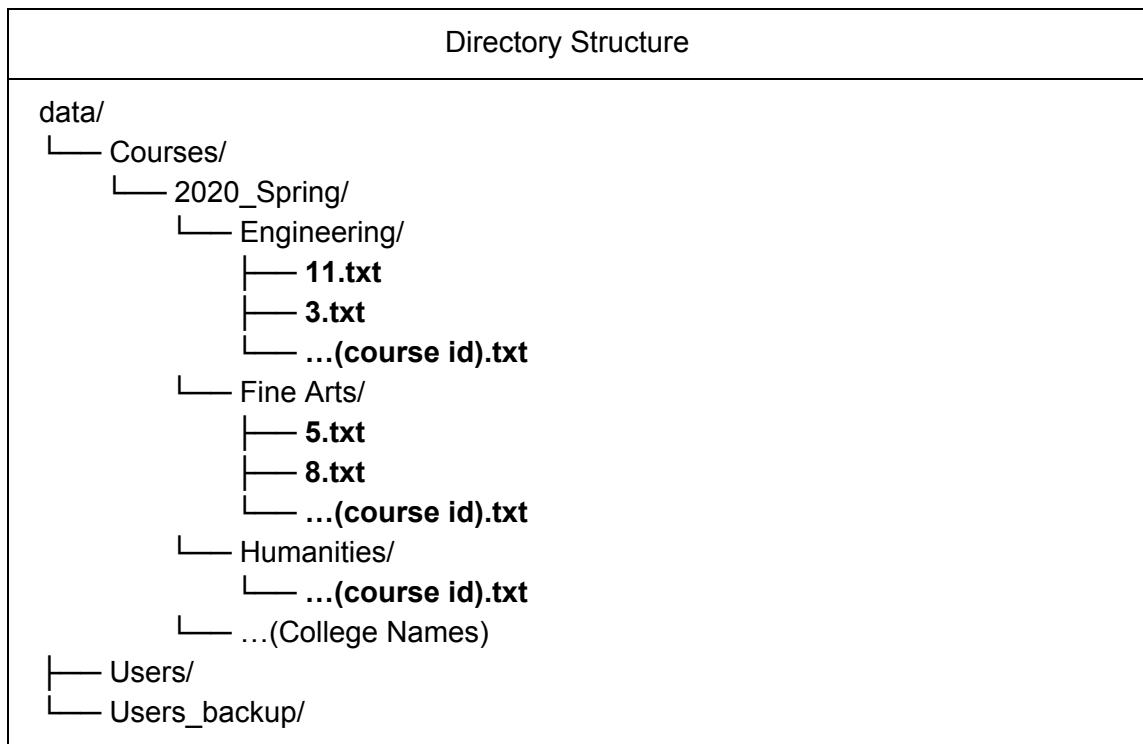 Directory Structure
data/
└── Courses/
└── 2020_Spring/
└── Engineering/
├── 11.txt
├── 3.txt
└── …(course id).txt
└── Fine Arts/
├── 5.txt
├── 8.txt
└── …(course id).txt
└── Humanities/
└── …(course id).txt
└── …(College Names)
├── Users/
└── Users_backup/